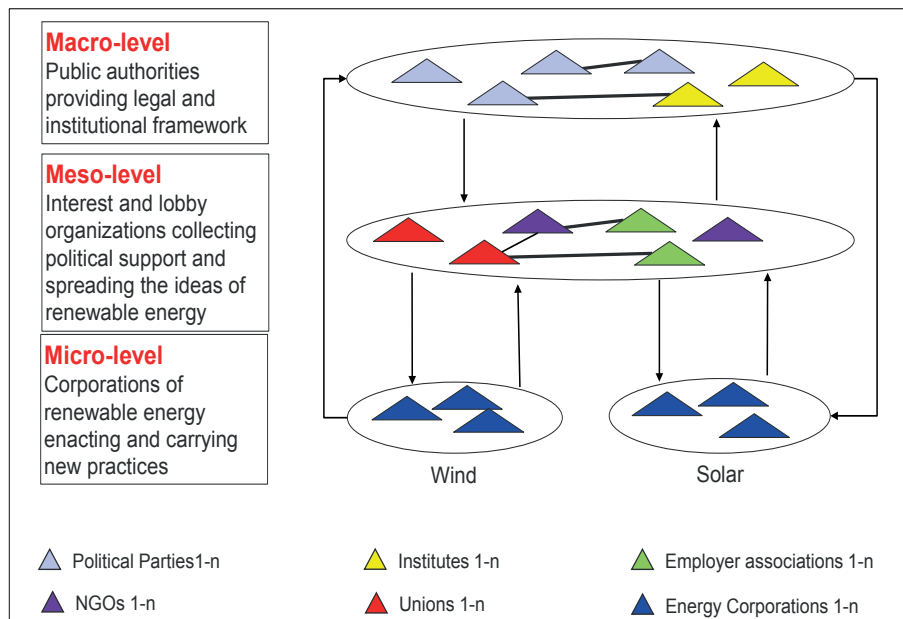 Macro-level
Public authorities
providing legal and
institutional framework
Meso-level
Interest and lobby
organizations collecting
political support and
spreading the ideas of
renewable energy
Micro-level
Corporations of
renewable energy
enacting and carrying
new practices
Wind
Solar
Political Parties1-n
Institutes 1-n
Employer associations 1-n
NGOs 1-n
Unions 1-n
Energy Corporations 1-n